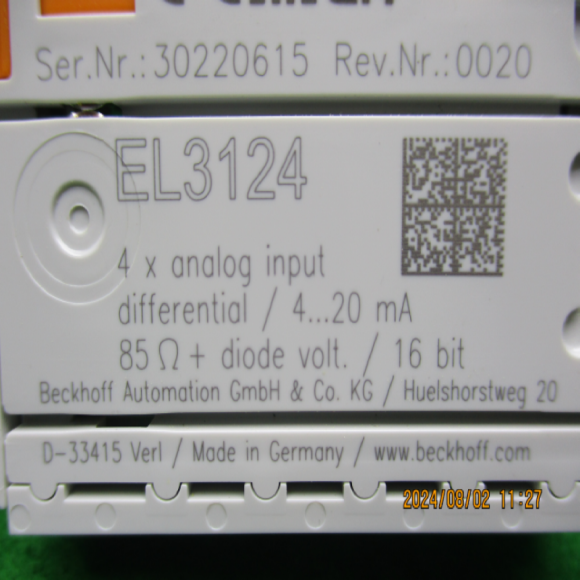 Ser.Nr.: 30220615 Rev.Nr.: 0020
EL3124
4 x analog input
differential / 4...20 mA
85 Ω + diode volt. / 16 bit
Beckhoff Automation GmbH & Co. KG / Huelshorstweg 20
D-33415 Verl / Made in Germany / www.beckhoff.com
2024/08/02 11:27